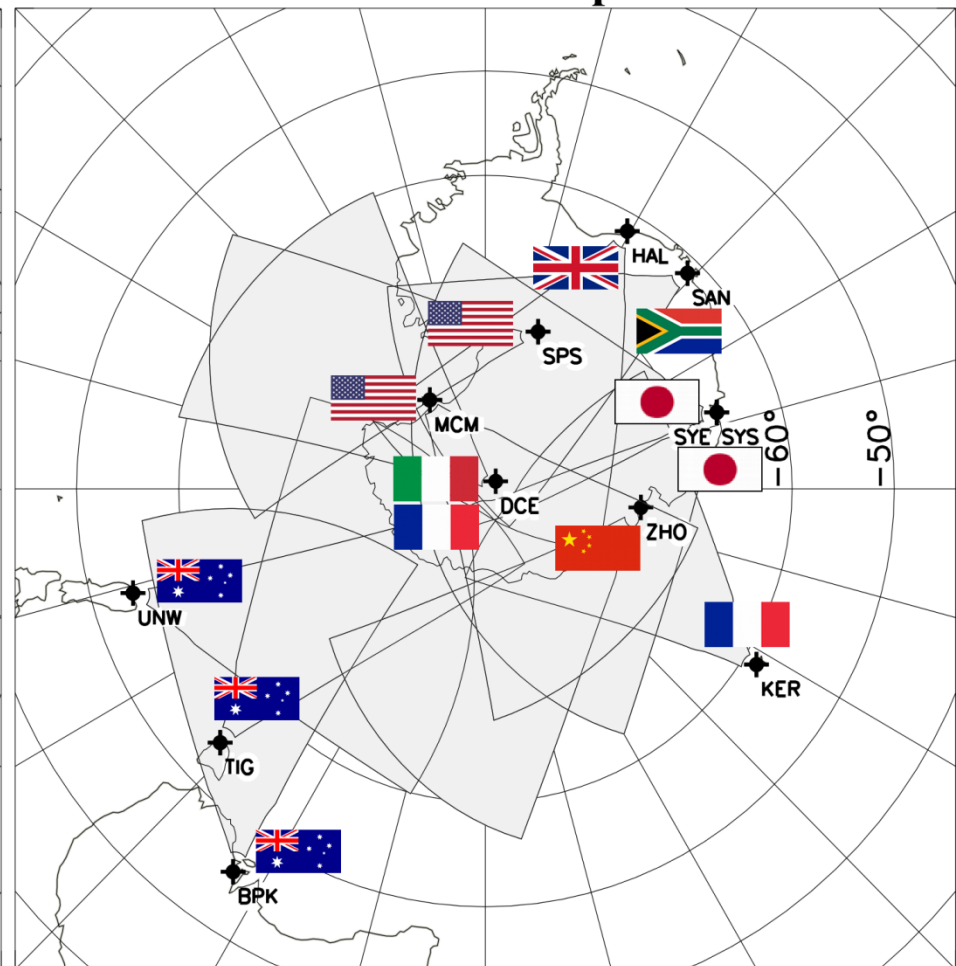 HAL
SAN
SPS
MCM
SYE SYS
-60°
-50°
DCE
ZHO
UNW
KER
TIG
BPK